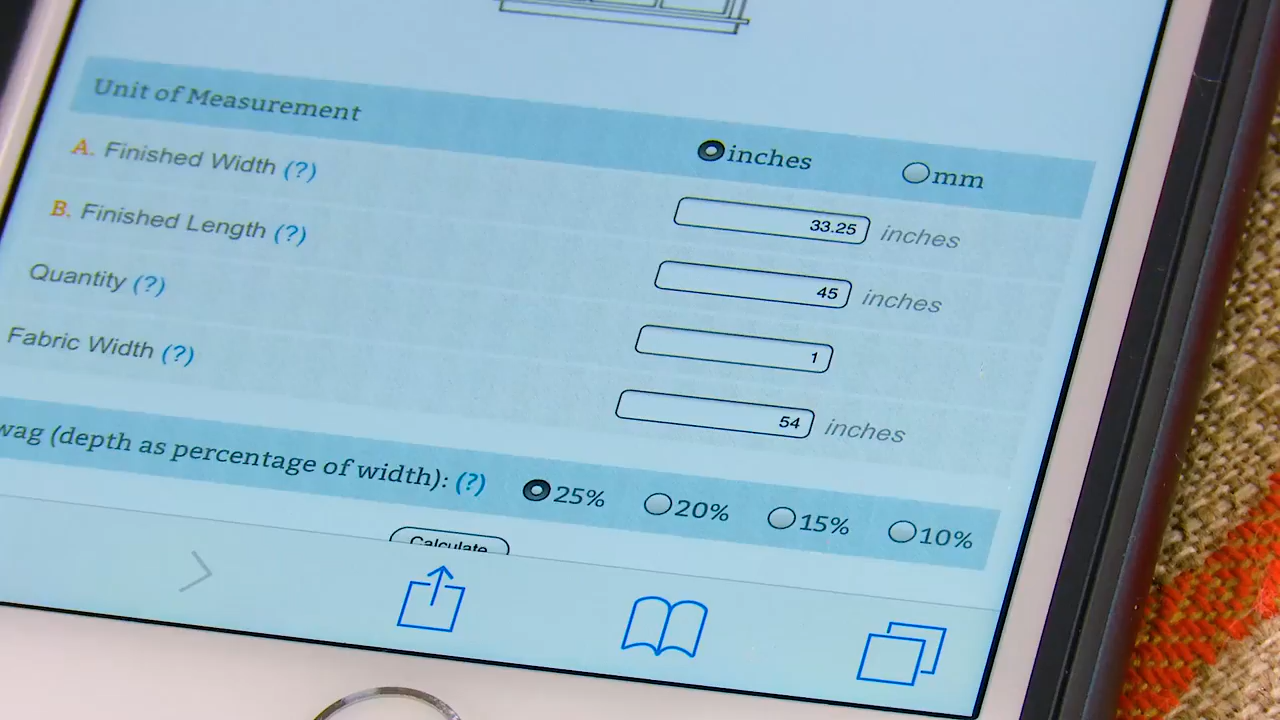 Unit of Measurement
inches
mm
A. Finished Width (?)
33.25 inches
B. Finished Length (?)
45 inches
Quantity (?)
1
Fabric Width (?)
54 inches
(depth as percentage of width): (?)
25% 20% 15% 10%
Calculate